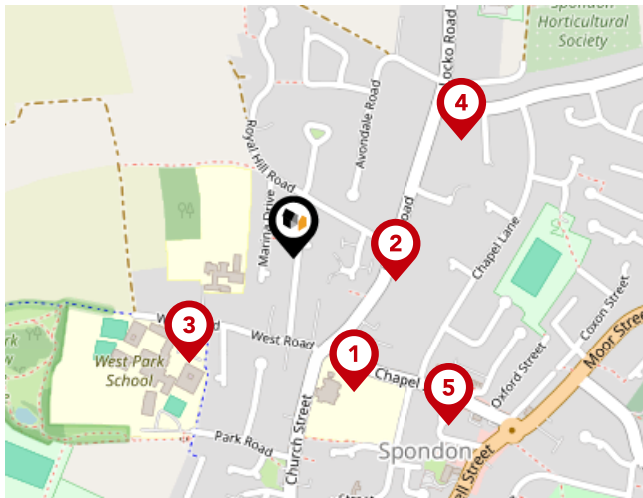 Spondon
Horticultural
Society
Locko Road
4
Avondale Road
Royal Hill Road
Marina Drive
2
Road
Chapel Lane
Coxon Street
3
West Road
1
Moor Street
West Park
School
Chapel
5
Oxford Street
Park Road
Church Street
Spondon
Street